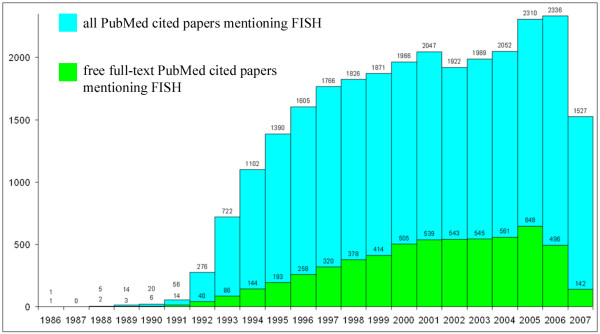 all PubMed cited papers mentioning FISH
free full-text PubMed cited papers
mentioning FISH
2000
1000
500
0
1 0 5 14 20 56 276 722 1102 1390 1605 1766 1826 1871 1966 2047 1922 1989 2052 2310 2336 1527
1 2 3 6 14 40 86 144 193 258 320 378 414 505 539 543 545 561 648 496 142
1986 1987 1988 1989 1990 1991 1992 1993 1994 1995 1996 1997 1998 1999 2000 2001 2002 2003 2004 2005 2006 2007